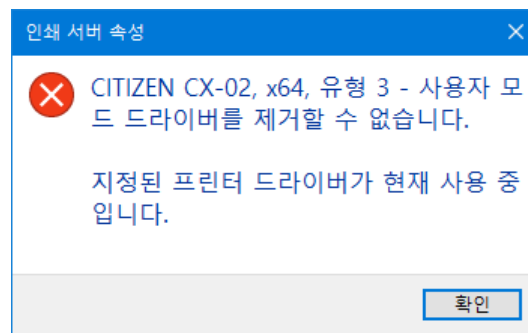 인쇄 서버 속성
CITIZEN CX-02, x64, 유형 3 - 사용자 모
드 드라이버를 제거할 수 없습니다.
지정된 프린터 드라이버가 현재 사용 중
입니다.
확인